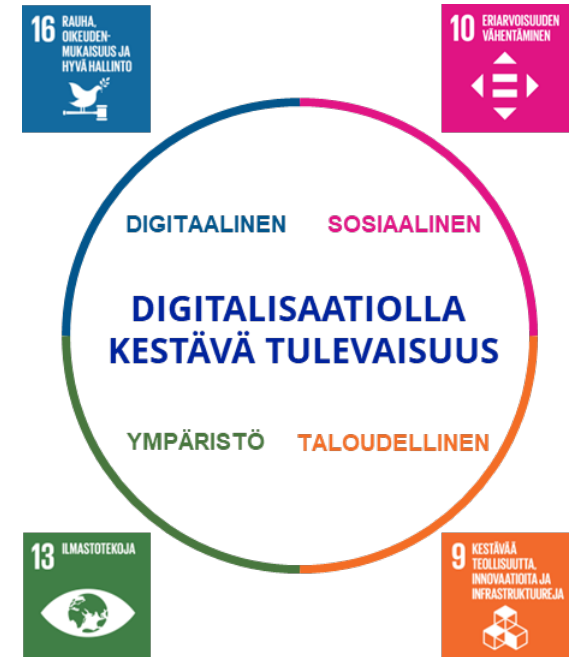 16 RAUHA,
OIKEUDEN-
MUKAISUUS JA
HYVÄ HALLINTO
10 ERIARVOISUUDEN
VÄHENTÄMINEN
DIGITAALINEN
SOSIAALINEN
DIGITALISAATIOLLA
KESTÄVÄ TULEVAISUUS
YMPÄRISTÖ
TALOUDELLINEN
13 ILMASTOTEKOJA
9 KESTÄVÄÄ
TEOLLISUUTTA,
INNOVAATIOITA JA
INFRASTRUKTUUREJA